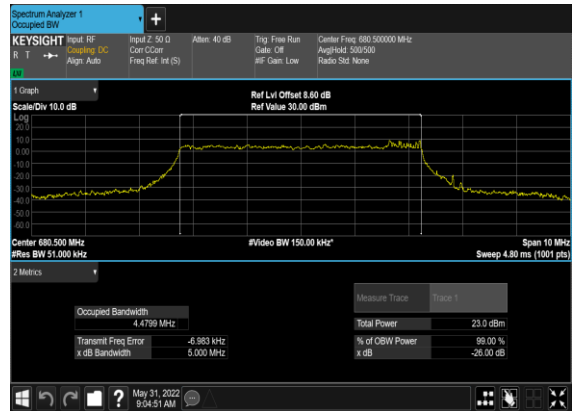 Spectrum Analyzer 1
Occupied BW
+
KEYSIGHT Input: RF Input Z: 50 Ω Atten: 40 dB Trig: Free Run Center Freq: 680.500000 MHz
R T Coupling: DC Corr CCorr Gate: Off Avg|Hold: 500/500
Align: Auto Freq Ref: Int (S) #IF Gain: Low Radio Std: None
LV
1 Graph
Ref Lvl Offset 8.60 dB
Scale/Div 10.0 dB Ref Value 30.00 dBm
Log
20.0
10.0
0.00
-10.0
-20.0
-30.0
-40.0
-50.0
-60.0
Center 680.500 MHz #Video BW 150.00 kHz* Span 10 MHz
#Res BW 51.000 kHz Sweep 4.80 ms (1001 pts)
2 Metrics
Measure Trace Trace 1
Occupied Bandwidth
4.4799 MHz Total Power 23.0 dBm
Transmit Freq Error -6.983 kHz % of OBW Power 99.00 %
x dB Bandwidth 5.000 MHz x dB -26.00 dB
? May 31, 2022
9:04:51 AM